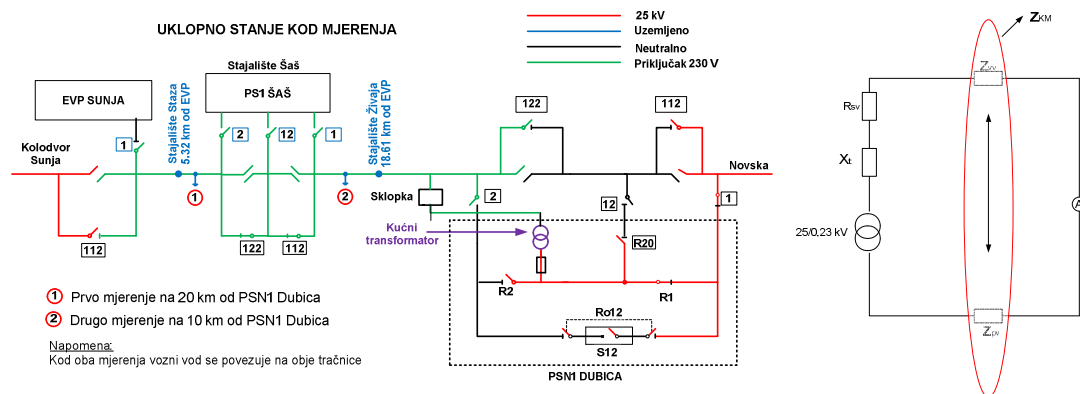 UKLOPNO STANJE KOD MJERENJA
25 kV
Uzemljeno
Neutralno
Priključak 230 V
EVP SUNJA
1
Kolodvor
Sunja
112
Stajalište Staza
5.32 km od EVP
1
Stajalište Šaš
PS1 ŠAŠ
2
12
1
122
112
Stajalište Živaja
18.61 km od EVP
2
122
112
Novska
Sklopka
2
12
1
Kućni
transformator
R20
R2
R1
Ro12
S12
PSN1 DUBICA
1 Prvo mjerenje na 20 km od PSN1 Dubica
2 Drugo mjerenje na 10 km od PSN1 Dubica
Napomena:
Kod oba mjerenja vozni vod se povezuje na obje tračnice
ZKM
Zvv
Rsv
Xt
25/0,23 kV
A
Zpv